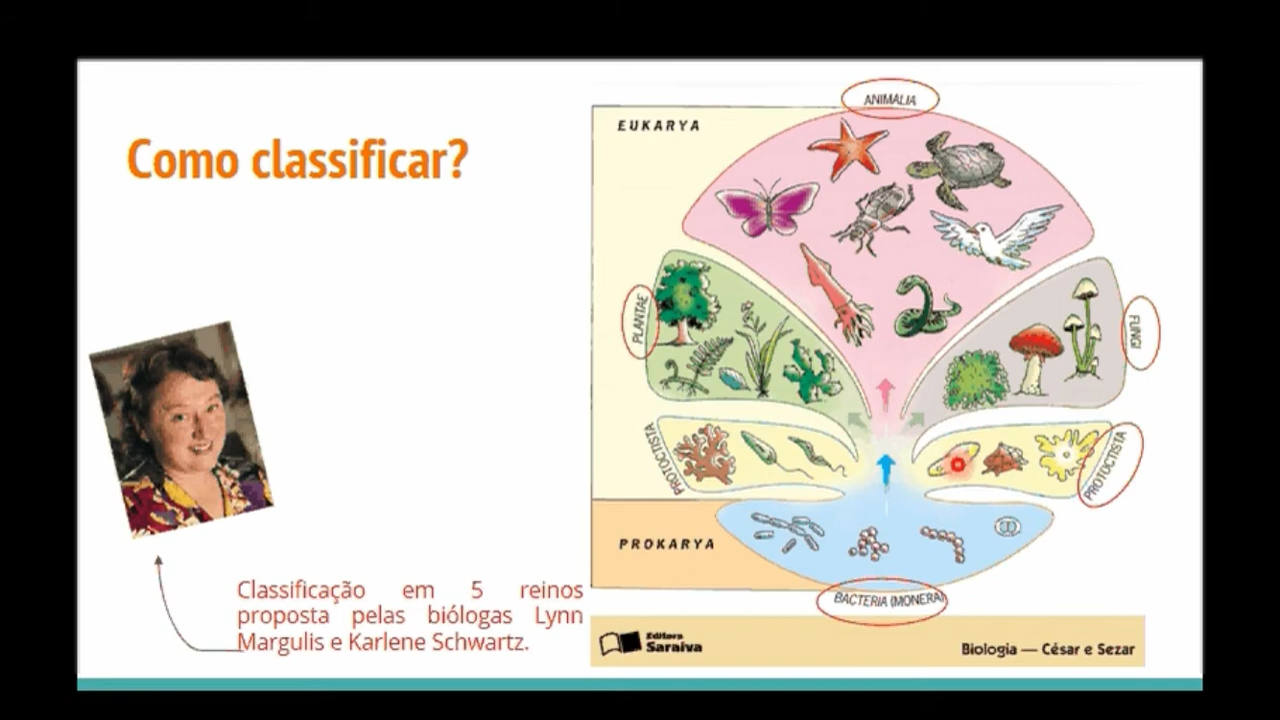 Como classificar?
ANIMALIA
EUKARYA
PLANTAE
FUNGI
PROTOCTISTA
PROTOCTISTA
PROKARYA
BACTERIA (MONERA)
Classificação em 5 reinos
proposta pelas biólogas Lynn
Margulis e Karlene Schwartz.
Editora
Saraiva
Biologia — César e Sezar